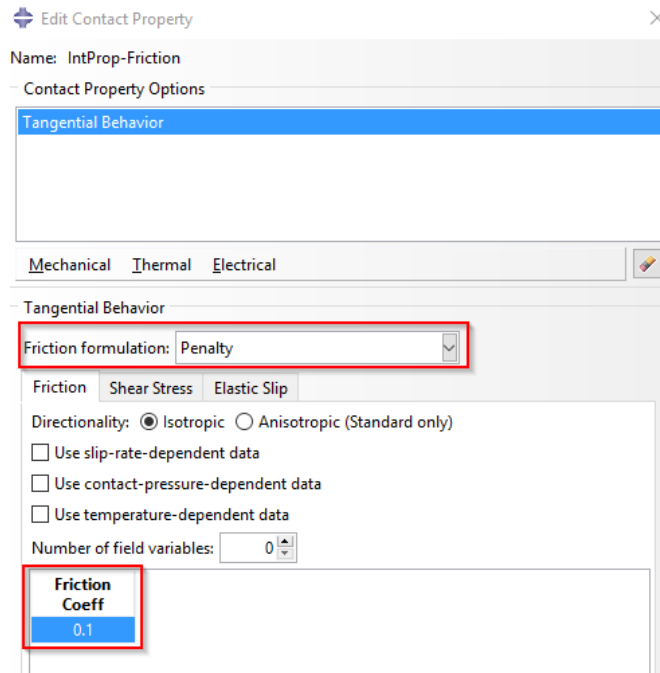 Edit Contact Property
Name: IntProp-Friction
Contact Property Options
Tangential Behavior
Mechanical Thermal Electrical
Tangential Behavior
Friction formulation: Penalty
Friction Shear Stress Elastic Slip
Directionality: Isotropic Anisotropic (Standard only)
Use slip-rate-dependent data
Use contact-pressure-dependent data
Use temperature-dependent data
Number of field variables: 0
Friction
Coeff
0.1